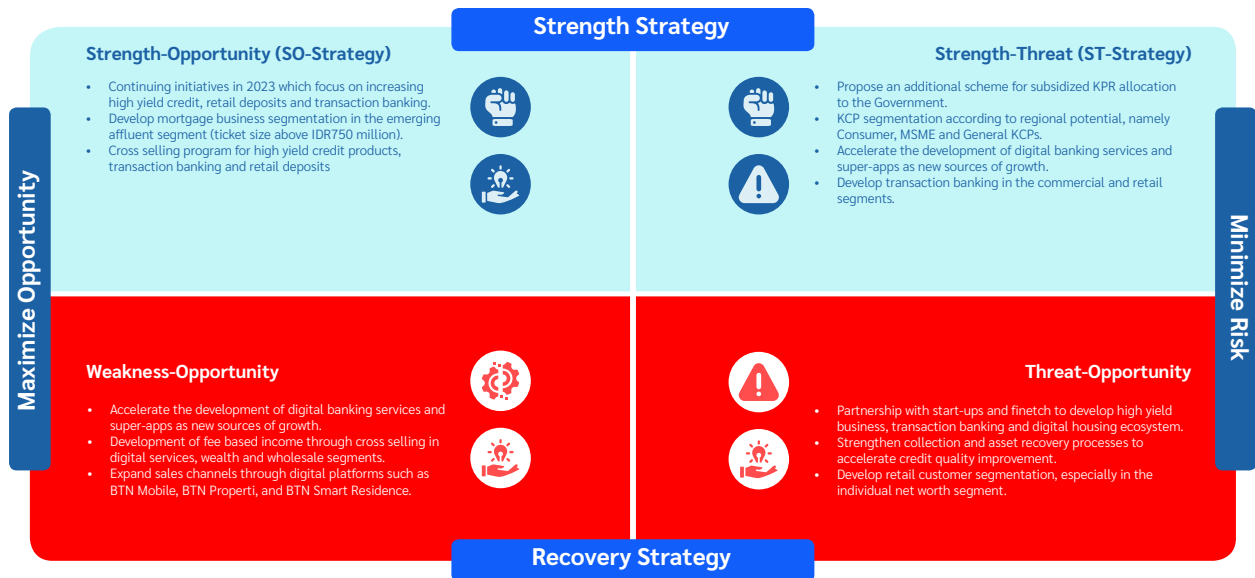 Strength Strategy
Maximize Opportunity
Minimize Risk
Strength-Opportunity (SO-Strategy)
• Continuing initiatives in 2023 which focus on increasing
high yield credit, retail deposits and transaction banking.
• Develop mortgage business segmentation in the emerging
affluent segment (ticket size above IDR750 million).
• Cross selling program for high yield credit products,
transaction banking and retail deposits
Strength-Threat (ST-Strategy)
• Propose an additional scheme for subsidized KPR allocation
to the Government.
• KCP segmentation according to regional potential, namely
Consumer, MSME and General KCPs.
• Accelerate the development of digital banking services and
super-apps as new sources of growth.
• Develop transaction banking in the commercial and retail
segments.
Weakness-Opportunity
• Accelerate the development of digital banking services and
super-apps as new sources of growth.
• Development of fee based income through cross selling in
digital services, wealth and wholesale segments.
• Expand sales channels through digital platforms such as
BTN Mobile, BTN Properti, and BTN Smart Residence.
Threat-Opportunity
• Partnership with start-ups and finetch to develop high yield
business, transaction banking and digital housing ecosystem.
• Strengthen collection and asset recovery processes to
accelerate credit quality improvement.
• Develop retail customer segmentation, especially in the
individual net worth segment.
Recovery Strategy